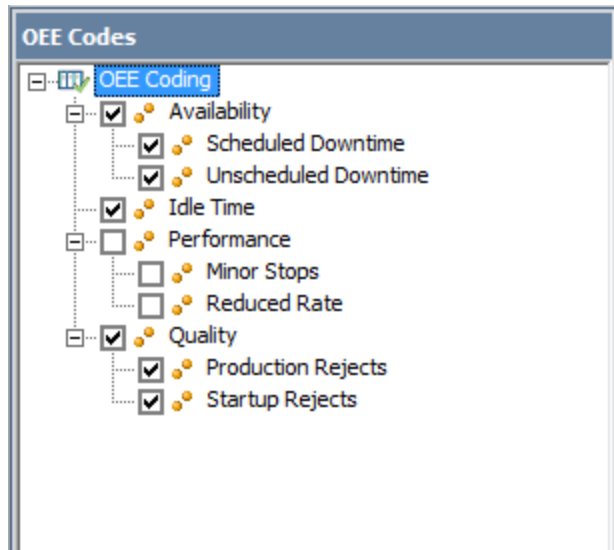 OEE Codes
OEE Coding
Availability
Scheduled Downtime
Unscheduled Downtime
Idle Time
Performance
Minor Stops
Reduced Rate
Quality
Production Rejects
Startup Rejects